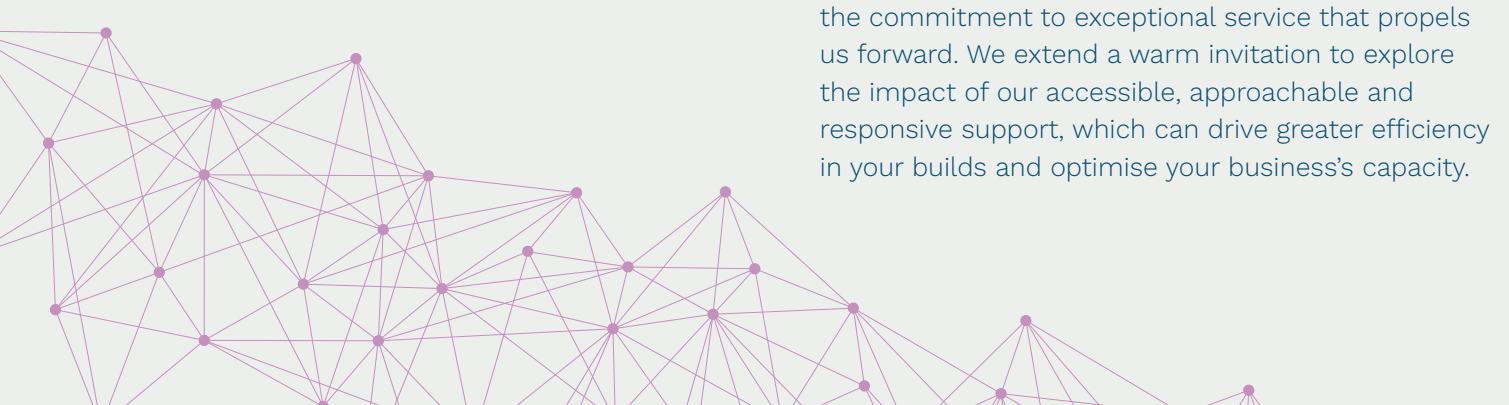 the commitment to exceptional service that propels
us forward. We extend a warm invitation to explore
the impact of our accessible, approachable and
responsive support, which can drive greater efficiency
in your builds and optimise your business’s capacity.